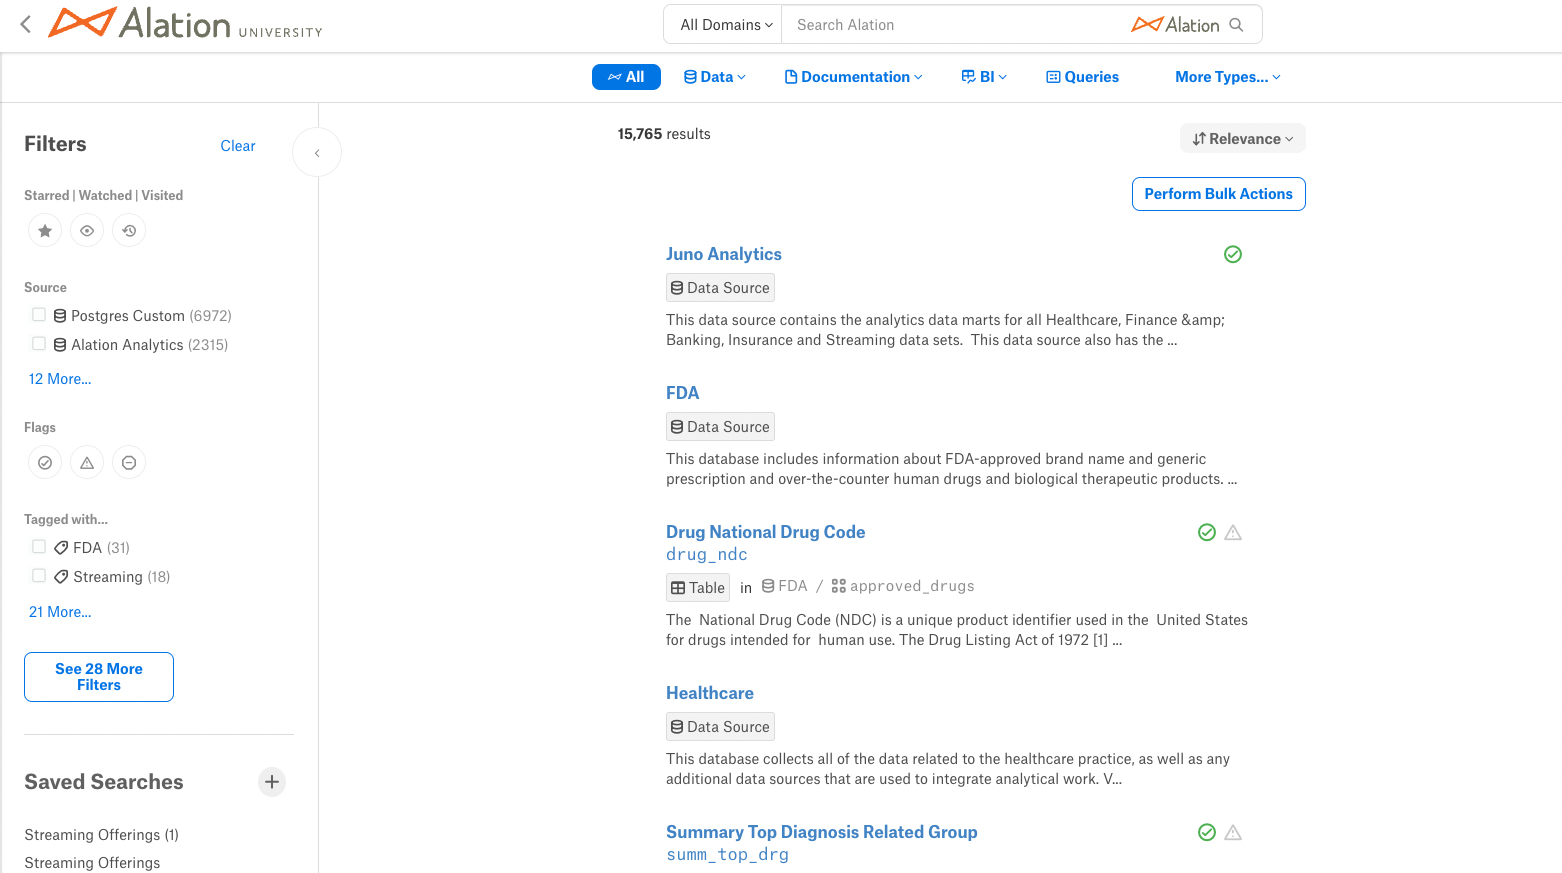 Alation UNIVERSITY
All Domains
Search Alation
Alation
All
Data
Documentation
BI
Queries
More Types...
Filters
Clear
Starred | Watched | Visited
Source
Postgres Custom (6972)
Alation Analytics (2315)
12 More...
Flags
Tagged with...
FDA (31)
Streaming (18)
21 More...
See 28 More
Filters
Saved Searches
Streaming Offerings (1)
Streaming Offerings
15,765 results
Relevance
Perform Bulk Actions
Juno Analytics
Data Source
This data source contains the analytics data marts for all Healthcare, Finance &amp;
Banking, Insurance and Streaming data sets.  This data source also has the ...
FDA
Data Source
This database includes information about FDA-approved brand name and generic
prescription and over-the-counter human drugs and biological therapeutic products. ...
Drug National Drug Code
drug_ndc
Table in FDA / approved_drugs
The  National Drug Code (NDC) is a unique product identifier used in the  United States
for drugs intended for  human use. The Drug Listing Act of 1972 [1] ...
Healthcare
Data Source
This database collects all of the data related to the healthcare practice, as well as any
additional data sources that are used to integrate analytical work. V...
Summary Top Diagnosis Related Group
summ_top_drg